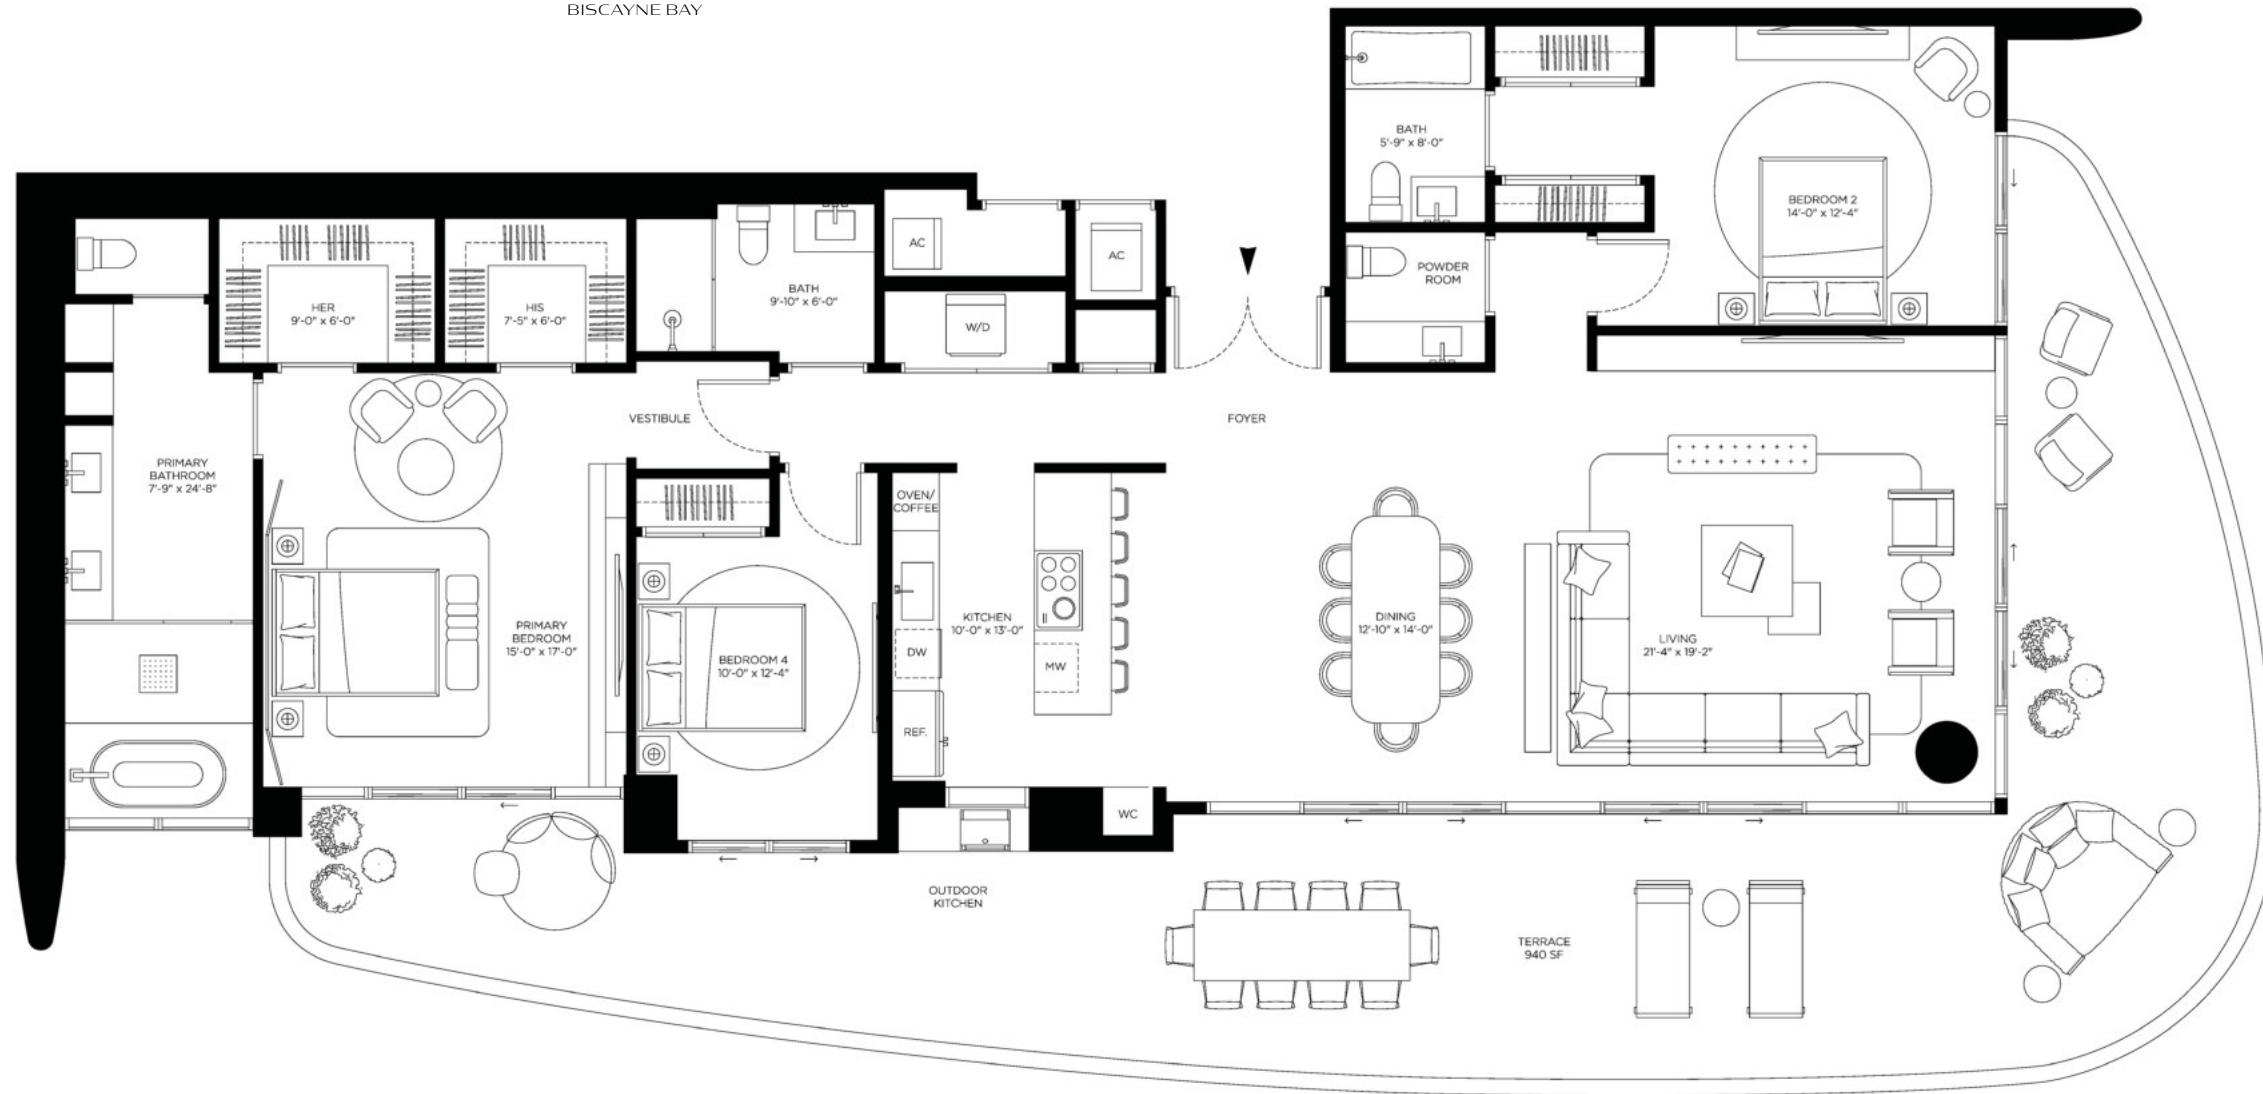 BISCAYNE BAY
BATH
5'-9" x 8'-0"
BEDROOM 2
14'-0" x 12'-4"
AC
AC
POWDER
ROOM
HER
9'-0" x 6'-0"
HIS
7'-5" x 6'-0"
BATH
9'-10" x 6'-0"
W/D
VESTIBULE
FOYER
PRIMARY
BATHROOM
7'-9" x 24'-8"
OVEN/
COFFEE
PRIMARY
BEDROOM
15'-0" x 17'-0"
BEDROOM 4
10'-0" x 12'-4"
KITCHEN
10'-0" x 13'-0"
DW
MW
REF.
DINING
12'-10" x 14'-0"
LIVING
21'-4" x 19'-2"
WC
OUTDOOR
KITCHEN
TERRACE
940 SF